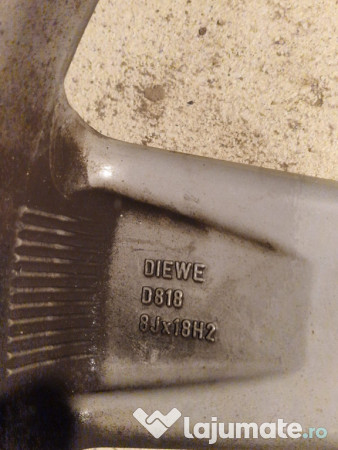 DIEWE
D818
8Jx18H2
lajumate.ro